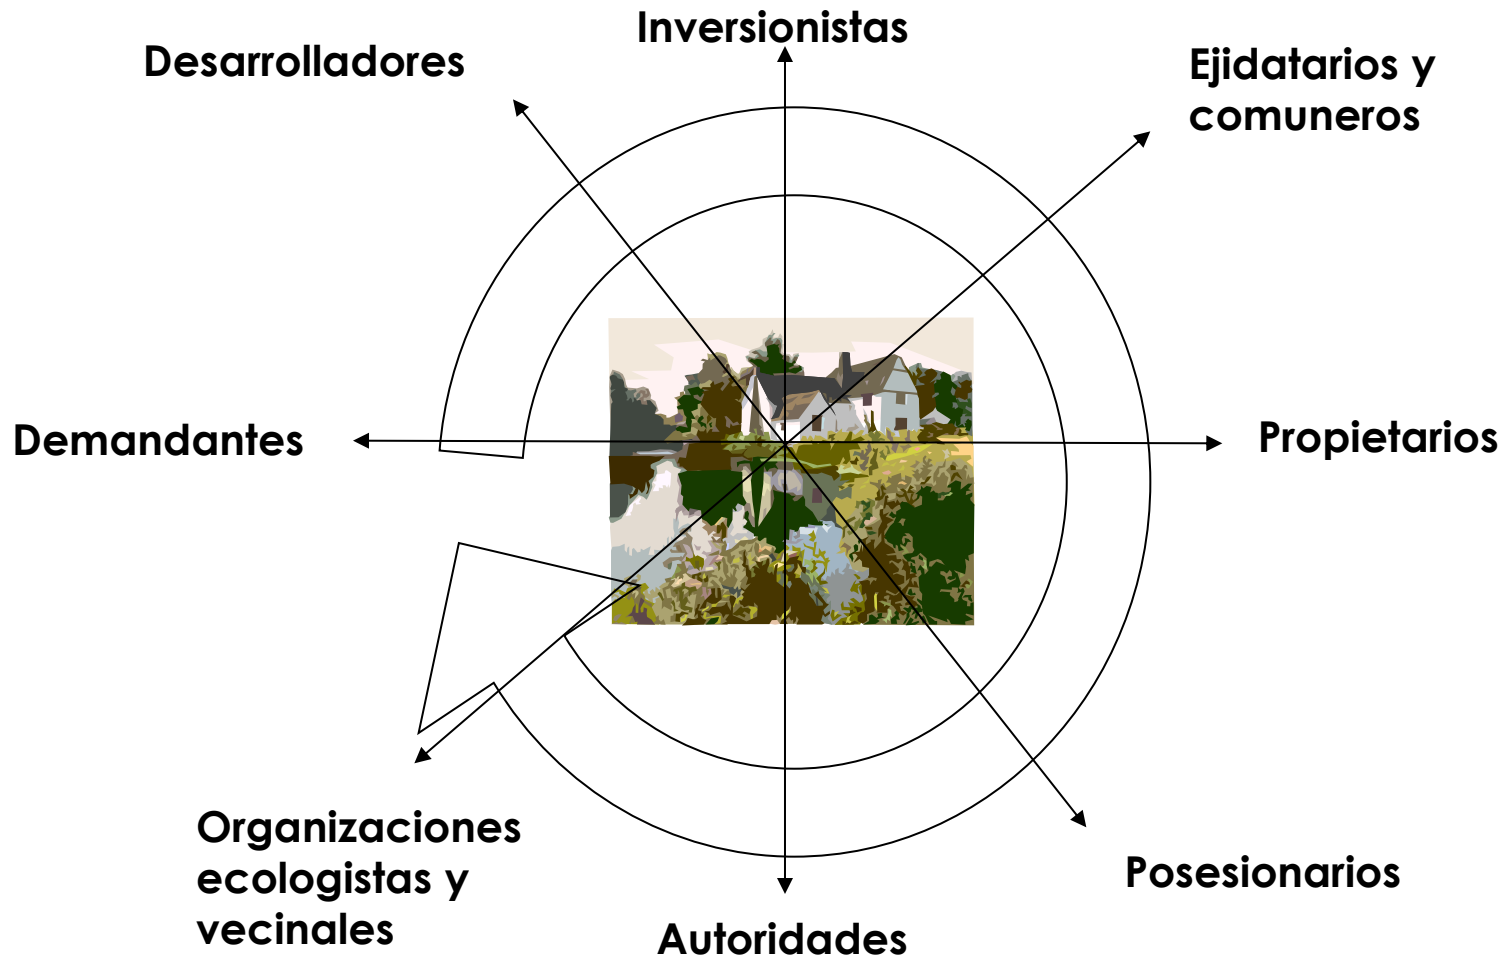 Inversionistas
Desarrolladores
Ejidatarios y
comuneros
Demandantes
Propietarios
Organizaciones
ecologistas y
vecinales
Posesionarios
Autoridades